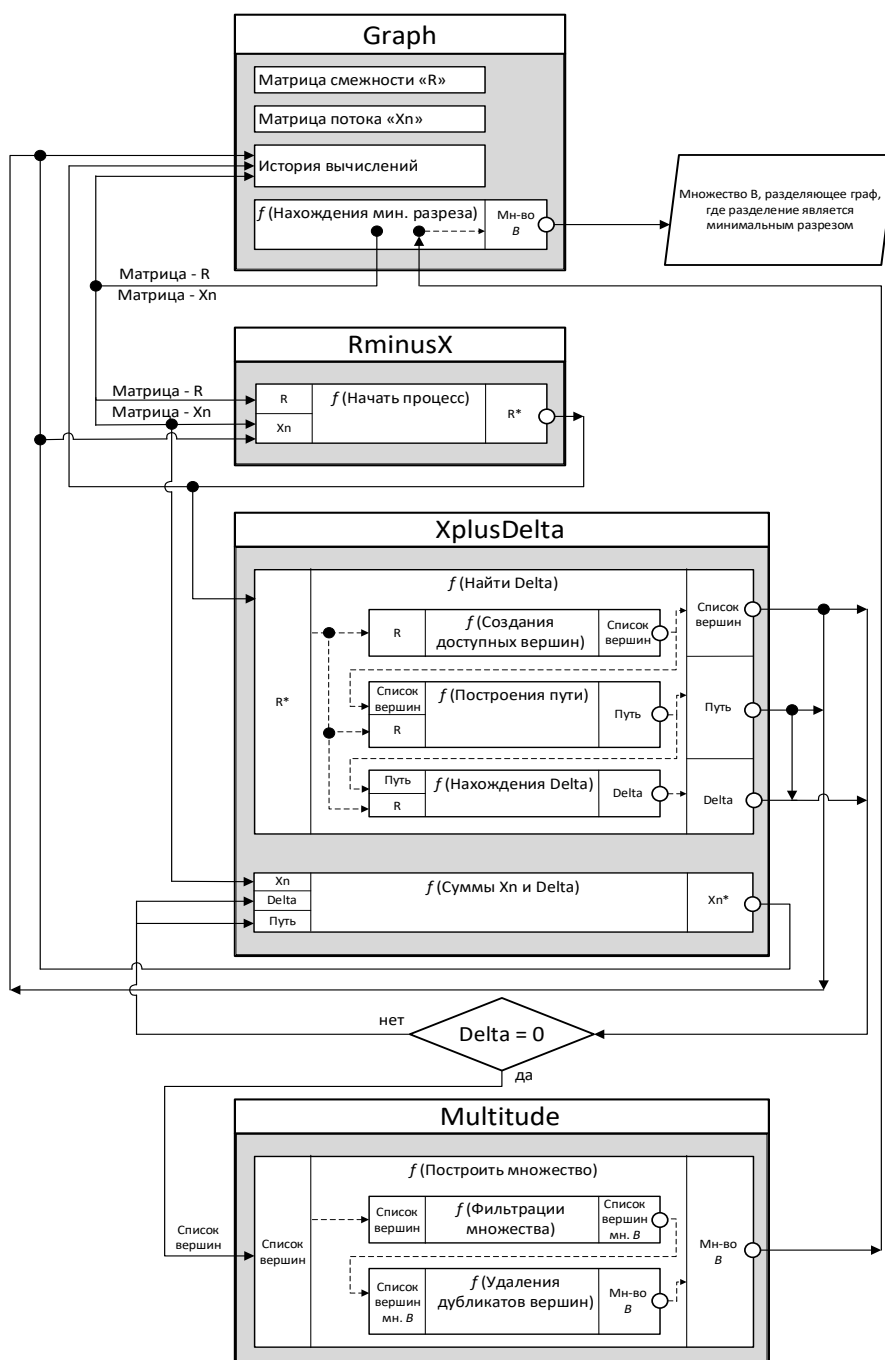 Graph
Матрица смежности «R»
Матрица потока «Xn»
История вычислений
f (Нахождения мин. разреза)
Мн-во
B
Множество B, разделяющее граф,
где разделение является
минимальным разрезом
Матрица - R
Матрица - Xn
RminusX
Матрица - R
Матрица - Xn
R
Xn
f (Начать процесс)
R*
XplusDelta
f (Найти Delta)
R*
R
f (Создания
доступных вершин)
Список
вершин
Список
вершин
Список
вершин
R
f (Построения пути)
Путь
Путь
Путь
R
f (Нахождения Delta)
Delta
Delta
Xn
Delta
Путь
f (Суммы Xn и Delta)
Xn*
нет
Delta = 0
да
Multitude
f (Построить множество)
Список
вершин
Список
вершин
Список
вершин
f (Фильтрации
множества)
Список
вершин
мн. B
Мн-во
B
Список
вершин
мн. B
f (Удаления
дубликатов вершин)
Мн-во
B